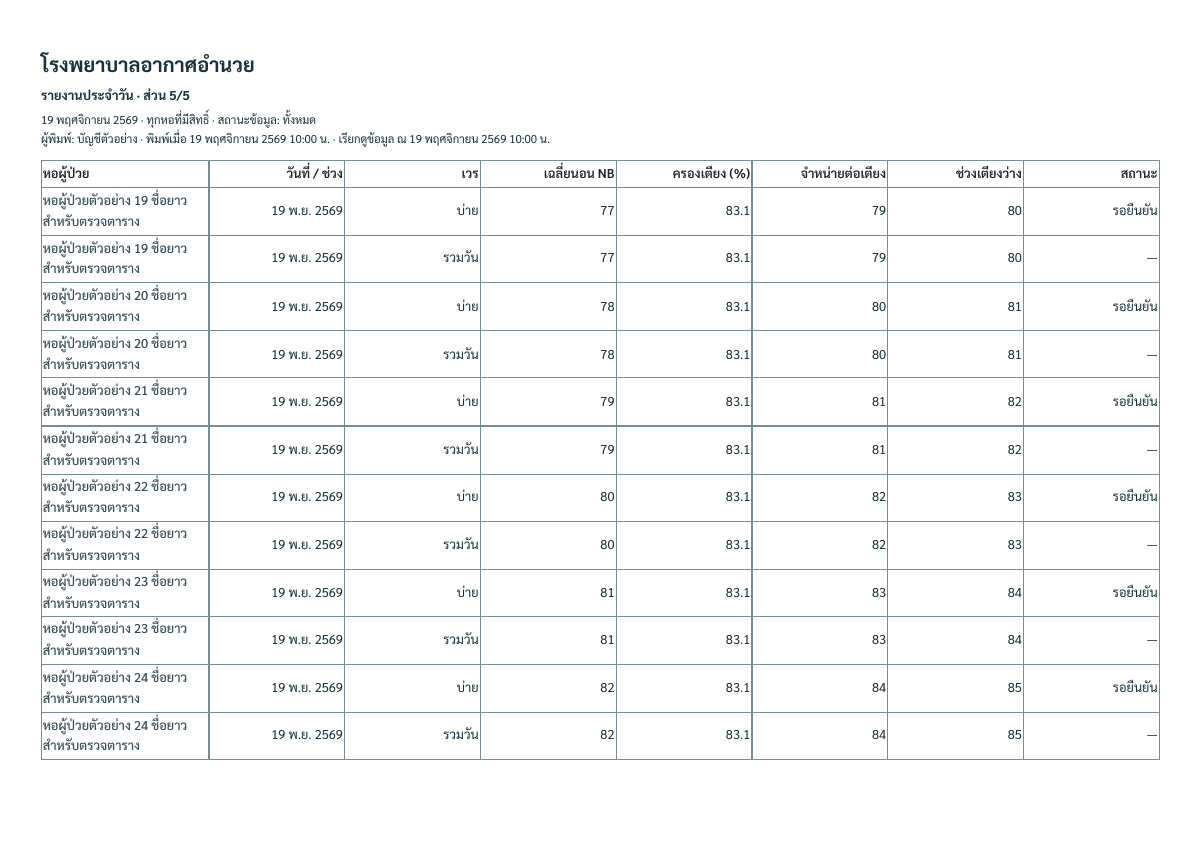 โรงพยาบาลอากาศอำนวย
รายงานประจำวัน · ส่วน 5/5
19 พฤศจิกายน 2569 · ทุกหอที่มีสิทธิ์ · สถานะข้อมูล: ทั้งหมด
ผู้พิมพ์: บัญชีตัวอย่าง · พิมพ์เมื่อ 19 พฤศจิกายน 2569 10:00 น. · เรียกดูข้อมูล ณ 19 พฤศจิกายน 2569 10:00 น.
หอผู้ป่วย วันที่ / ช่วง เวร เฉลี่ยนอน NB ครองเตียง (%) จำหน่ายต่อเตียง ช่วงเตียงว่าง สถานะ
หอผู้ป่วยตัวอย่าง 19 ชื่อยาว
สำหรับตรวจตาราง 19 พ.ย. 2569 บ่าย 77 83.1 79 80 รอยืนยัน
หอผู้ป่วยตัวอย่าง 19 ชื่อยาว
สำหรับตรวจตาราง 19 พ.ย. 2569 รวมวัน 77 83.1 79 80 —
หอผู้ป่วยตัวอย่าง 20 ชื่อยาว
สำหรับตรวจตาราง 19 พ.ย. 2569 บ่าย 78 83.1 80 81 รอยืนยัน
หอผู้ป่วยตัวอย่าง 20 ชื่อยาว
สำหรับตรวจตาราง 19 พ.ย. 2569 รวมวัน 78 83.1 80 81 —
หอผู้ป่วยตัวอย่าง 21 ชื่อยาว
สำหรับตรวจตาราง 19 พ.ย. 2569 บ่าย 79 83.1 81 82 รอยืนยัน
หอผู้ป่วยตัวอย่าง 21 ชื่อยาว
สำหรับตรวจตาราง 19 พ.ย. 2569 รวมวัน 79 83.1 81 82 —
หอผู้ป่วยตัวอย่าง 22 ชื่อยาว
สำหรับตรวจตาราง 19 พ.ย. 2569 บ่าย 80 83.1 82 83 รอยืนยัน
หอผู้ป่วยตัวอย่าง 22 ชื่อยาว
สำหรับตรวจตาราง 19 พ.ย. 2569 รวมวัน 80 83.1 82 83 —
หอผู้ป่วยตัวอย่าง 23 ชื่อยาว
สำหรับตรวจตาราง 19 พ.ย. 2569 บ่าย 81 83.1 83 84 รอยืนยัน
หอผู้ป่วยตัวอย่าง 23 ชื่อยาว
สำหรับตรวจตาราง 19 พ.ย. 2569 รวมวัน 81 83.1 83 84 —
หอผู้ป่วยตัวอย่าง 24 ชื่อยาว
สำหรับตรวจตาราง 19 พ.ย. 2569 บ่าย 82 83.1 84 85 รอยืนยัน
หอผู้ป่วยตัวอย่าง 24 ชื่อยาว
สำหรับตรวจตาราง 19 พ.ย. 2569 รวมวัน 82 83.1 84 85 —